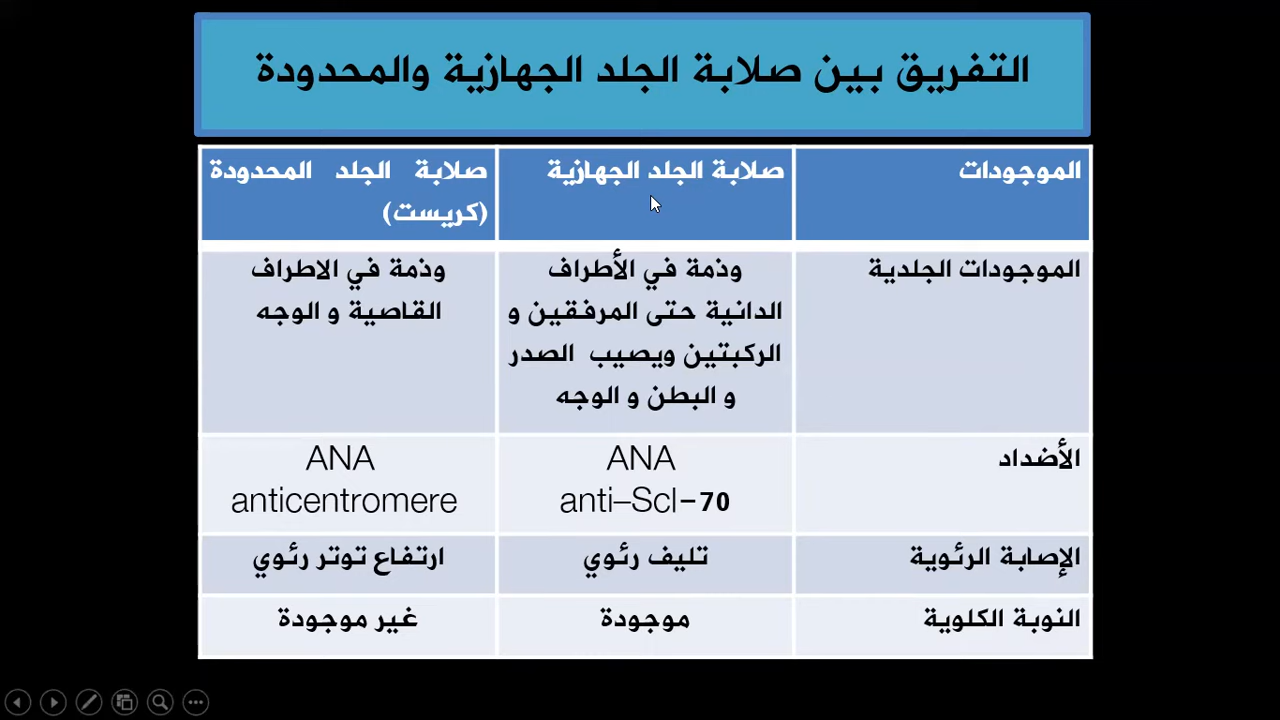 التفريق بين صلابة الجلد الجهازية والمحدودة
الموجودات
صلابة الجلد الجهازية
صلابة الجلد المحدودة
(كريست)
الموجودات الجلدية
وذمة في الأطراف
الدانية حتى المرفقين و
الركبتين ويصيب الصدر
و البطن و الوجه
وذمة في الاطراف
القاصية و الوجه
الأضداد
ANA
anti–Scl–70
ANA
anticentromere
الإصابة الرئوية
تليف رئوي
ارتفاع توتر رئوي
النوبة الكلوية
موجودة
غير موجودة